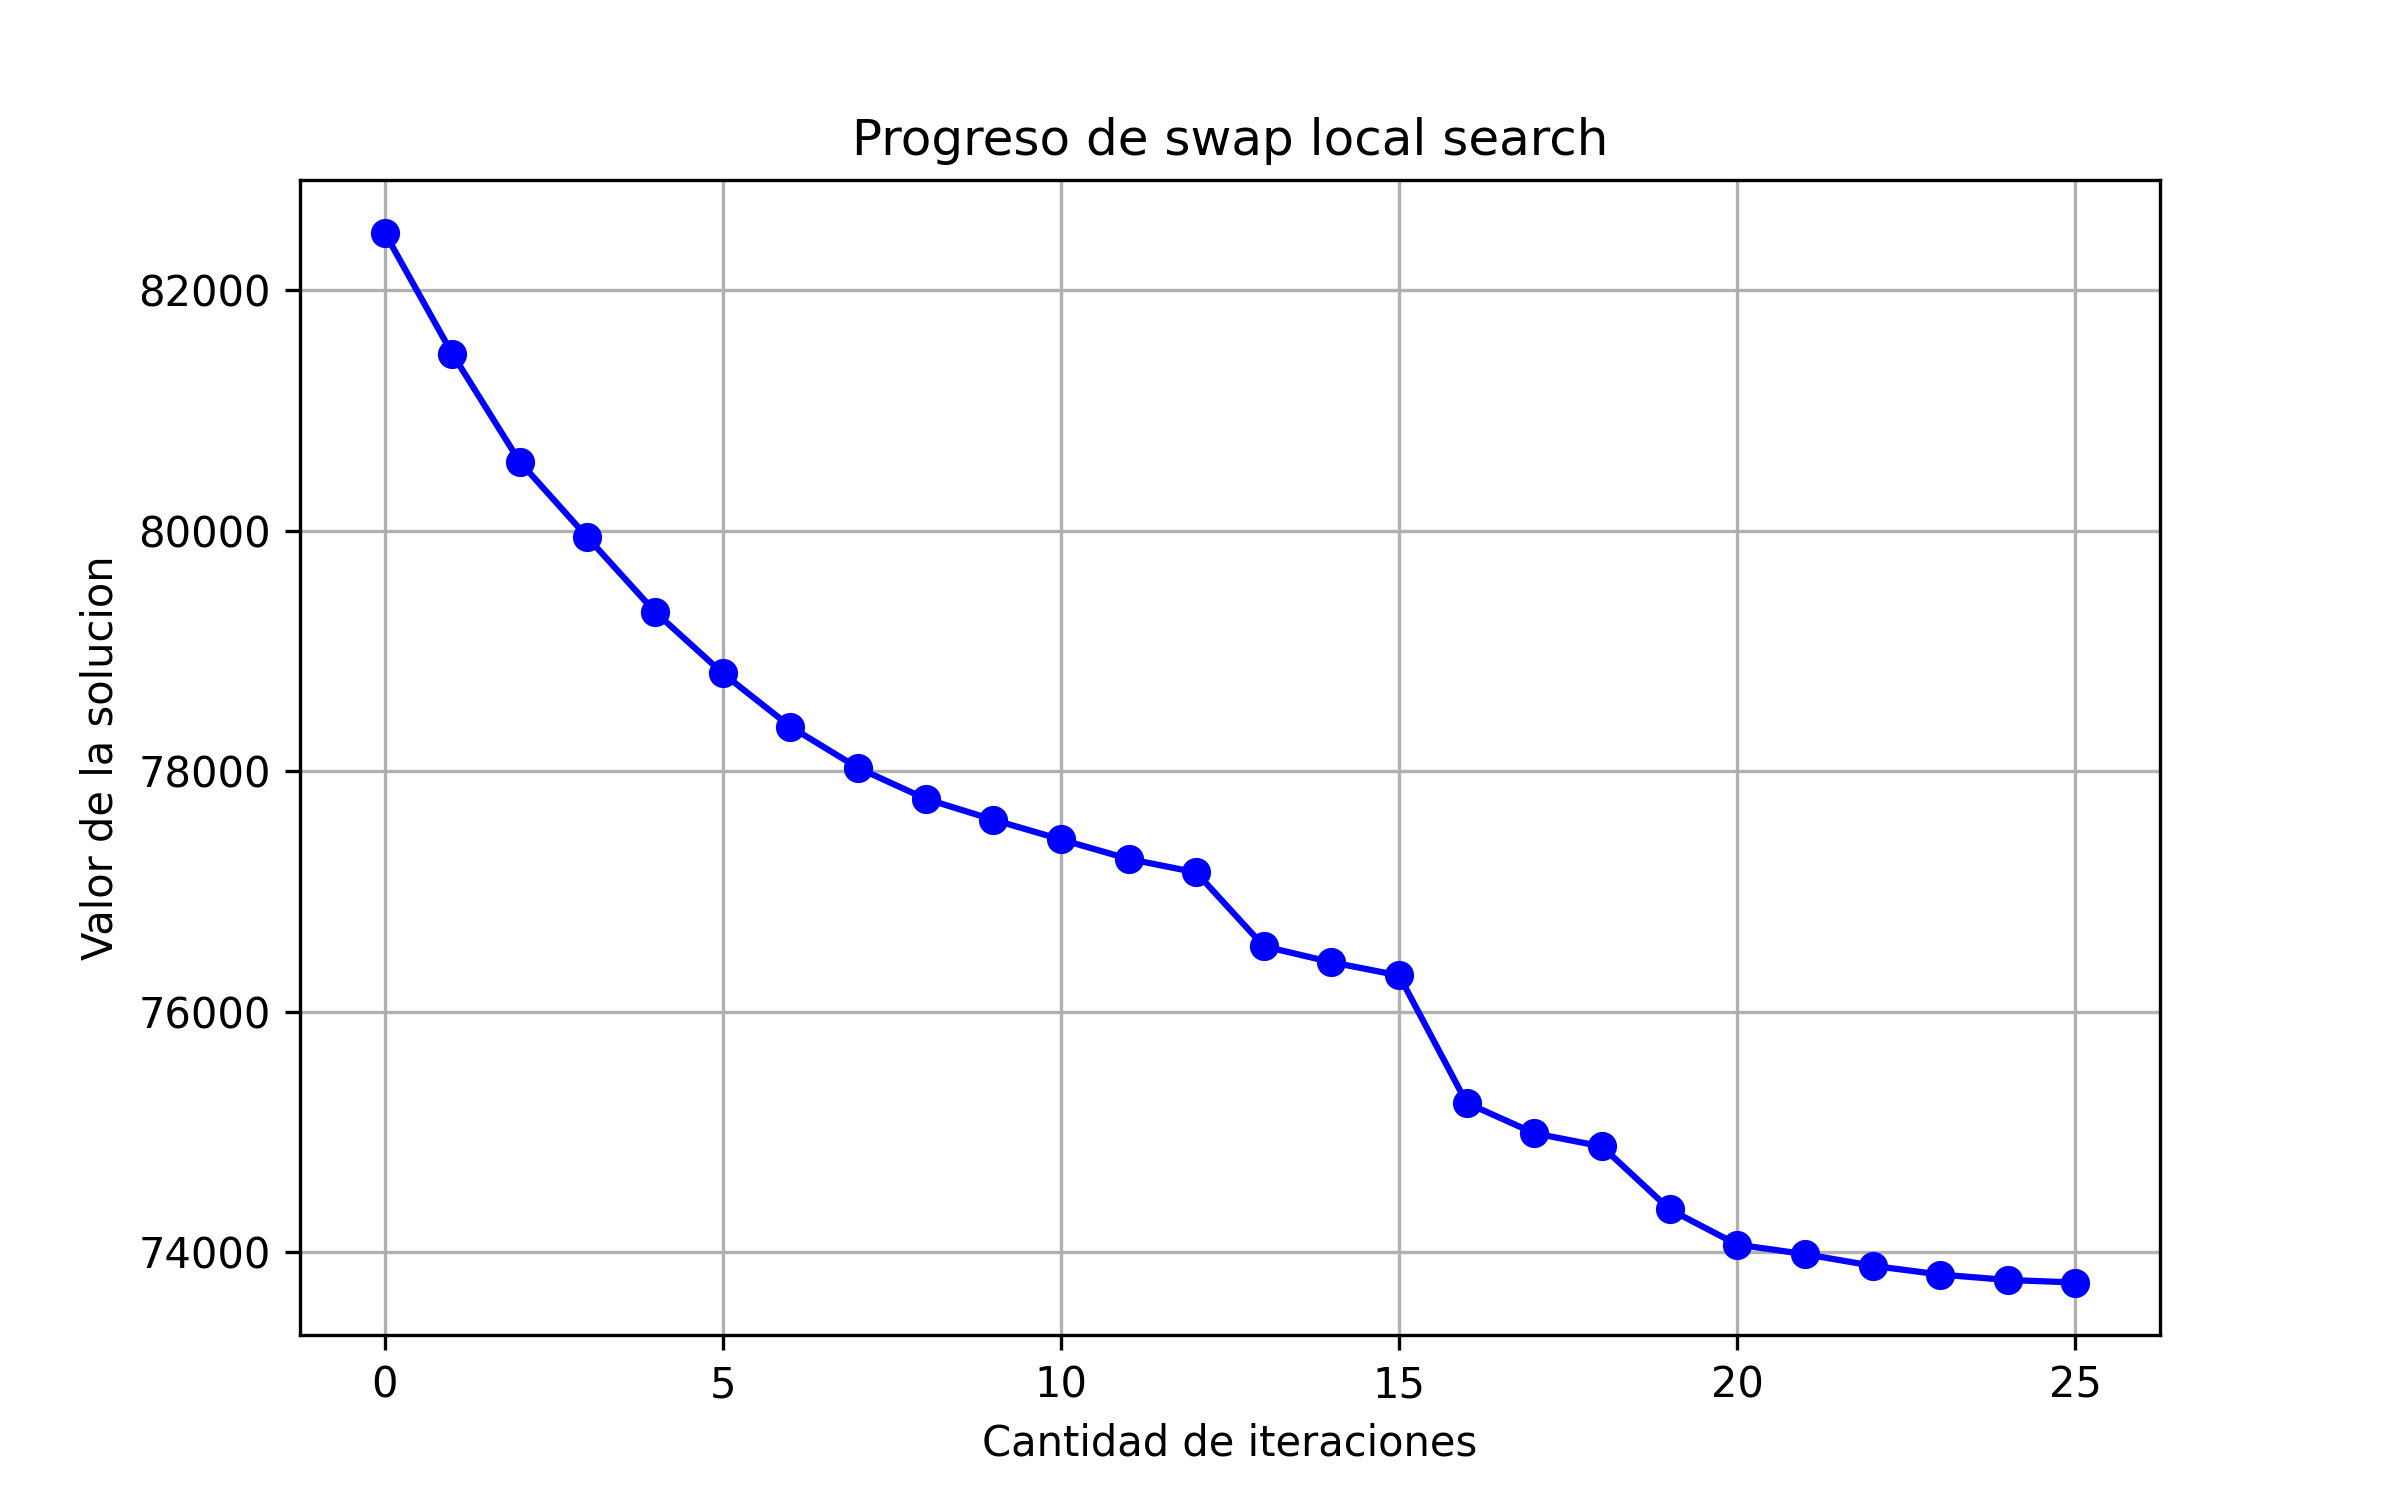 Progreso de swap local search
Valor de la solucion
82000
80000
78000
76000
74000
0 5 10 15 20 25
Cantidad de iteraciones